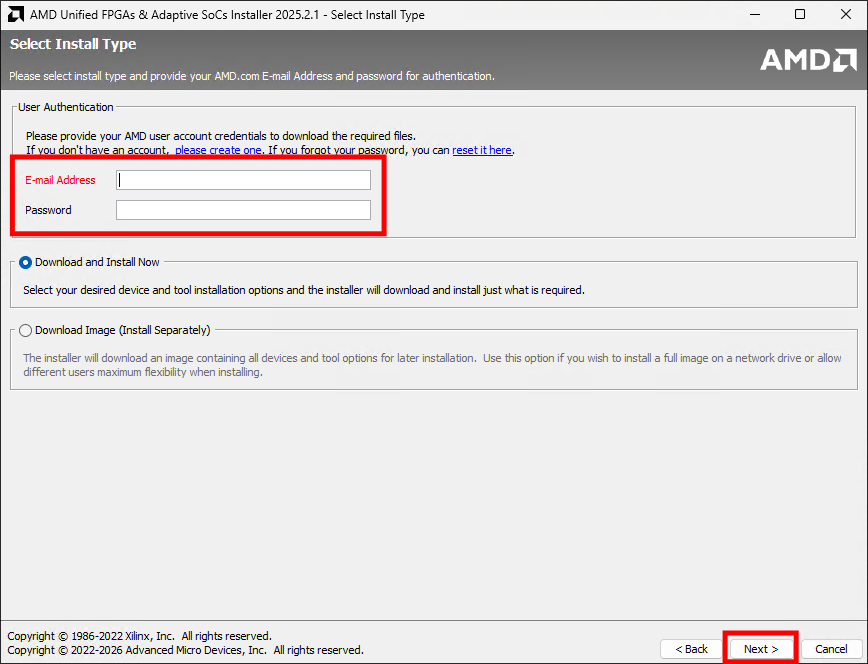 AMD Unified FPGAs & Adaptive SoCs Installer 2025.2.1 - Select Install Type
Select Install Type
Please select install type and provide your AMD.com E-mail Address and password for authentication.
AMD
User Authentication
Please provide your AMD user account credentials to download the required files.
If you don't have an account, please create one. If you forgot your password, you can reset it here.
E-mail Address
Password
Download and Install Now
Select your desired device and tool installation options and the installer will download and install just what is required.
Download Image (Install Separately)
The installer will download an image containing all devices and tool options for later installation. Use this option if you wish to install a full image on a network drive or allow
different users maximum flexibility when installing.
Copyright © 1986-2022 Xilinx, Inc. All rights reserved.
Copyright © 2022-2026 Advanced Micro Devices, Inc. All rights reserved.
< Back
Next >
Cancel